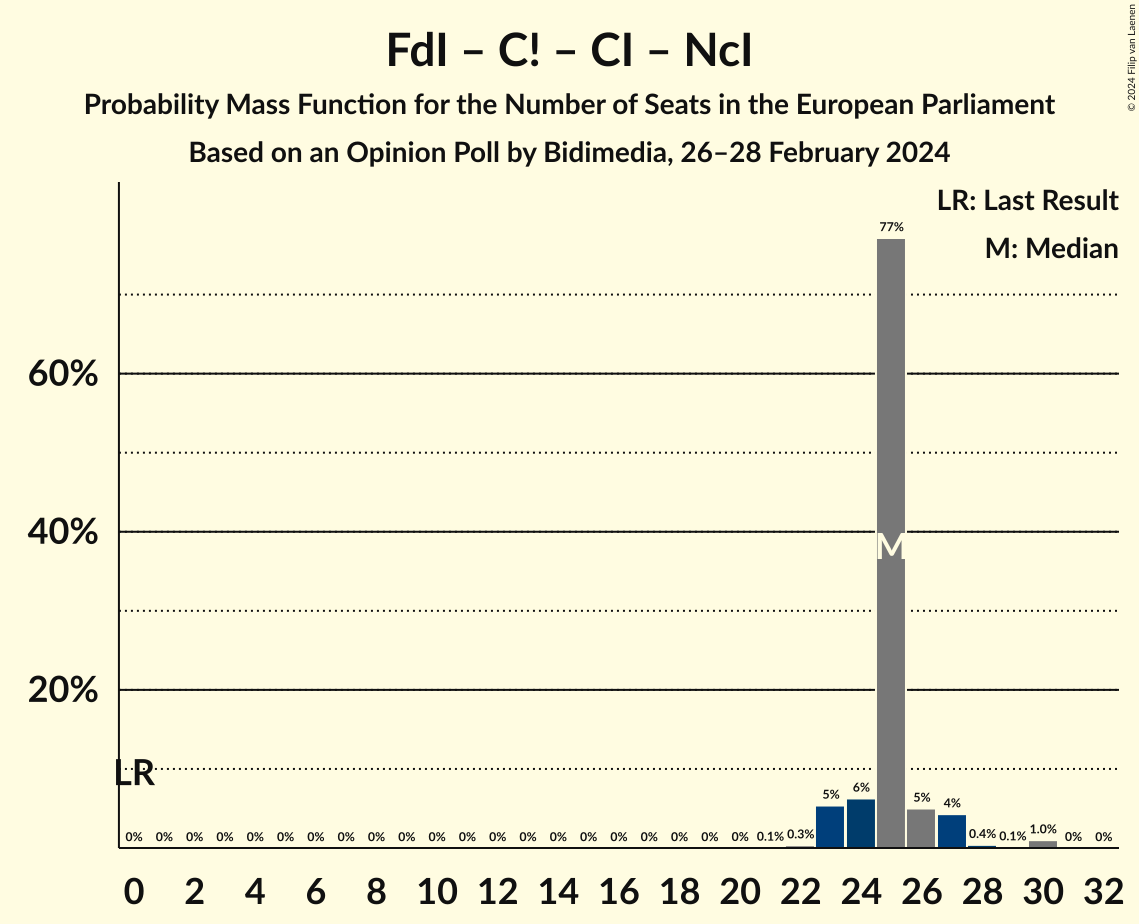 FdI – C! – CI – NcI
Probability Mass Function for the Number of Seats in the European Parliament
Based on an Opinion Poll by Bidimedia, 26–28 February 2024
© 2024 Filip van Laenen
LR: Last Result
M: Median
77%
60%
40%
M
20%
LR
0% 0% 0% 0% 0% 0% 0% 0% 0% 0% 0% 0% 0% 0% 0% 0% 0% 0% 0% 0% 0% 0.1% 0.3% 5% 6% 5% 4% 0.4% 0.1% 1.0% 0% 0%
0 2 4 6 8 10 12 14 16 18 20 22 24 26 28 30 32